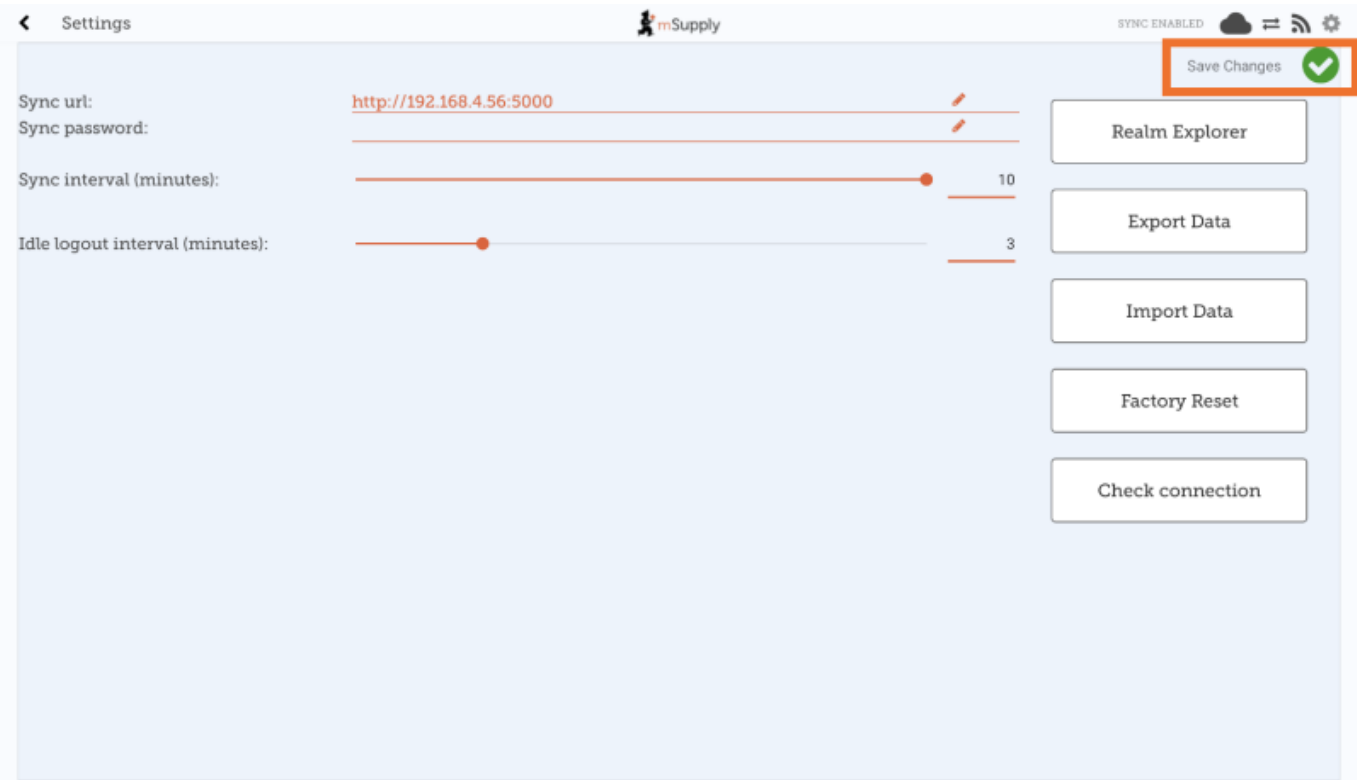 Settings
mSupply
SYNC ENABLED
Save Changes
Sync url:
http://192.168.4.56:5000
Sync password:
Sync interval (minutes):
10
Idle logout interval (minutes):
3
Realm Explorer
Export Data
Import Data
Factory Reset
Check connection